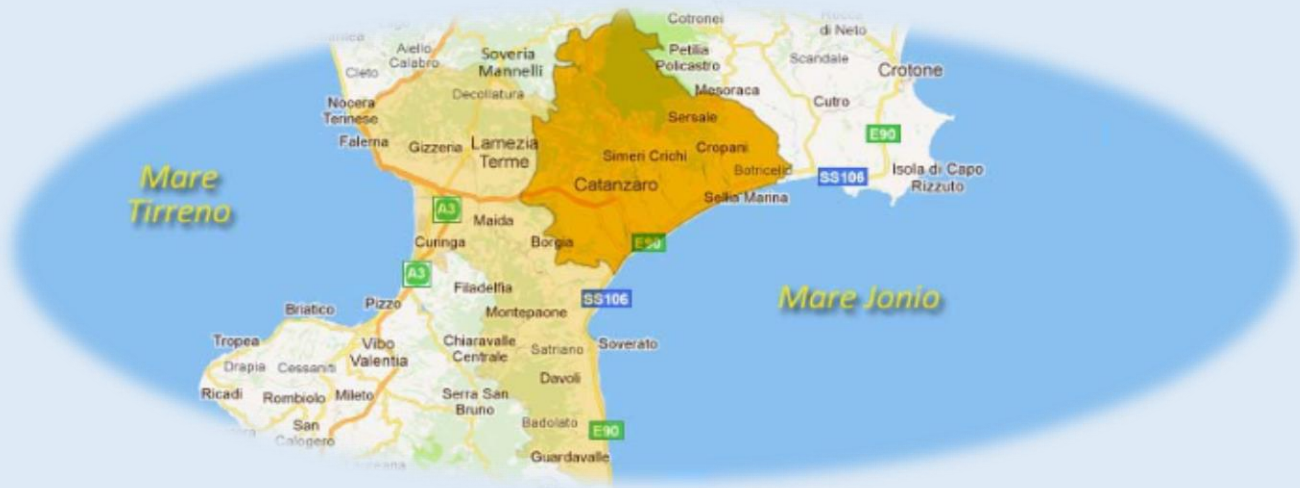 Cotronei
di Neto
Aiello
Calabro
Soveria
Mannelli
Petilia
Policastro
Scandale
Cleto
Crotone
Decollatura
Mesoraca
Nocera
Terinese
Cutro
Sersale
Falerna
E90
Gizzeria
Lamezia
Terme
Cropani
Simeri Crichi
Mare
Tirreno
Botricello
SS106
Isola di Capo
Rizzuto
Catanzaro
Sellia Marina
A3
Maida
Curinga
Borgia
E90
A3
Filadelfia
Mare Jonio
SS106
Pizzo
Briatico
Montepaone
Tropea
Vibo
Valentia
Chiaravalle
Centrale
Satriano
Soverato
Drapia
Cessaniti
Davoli
Ricadi
Rombiolo
Mileto
Serra San
Bruno
San
Calogero
Badolato
E90
Guardavalle